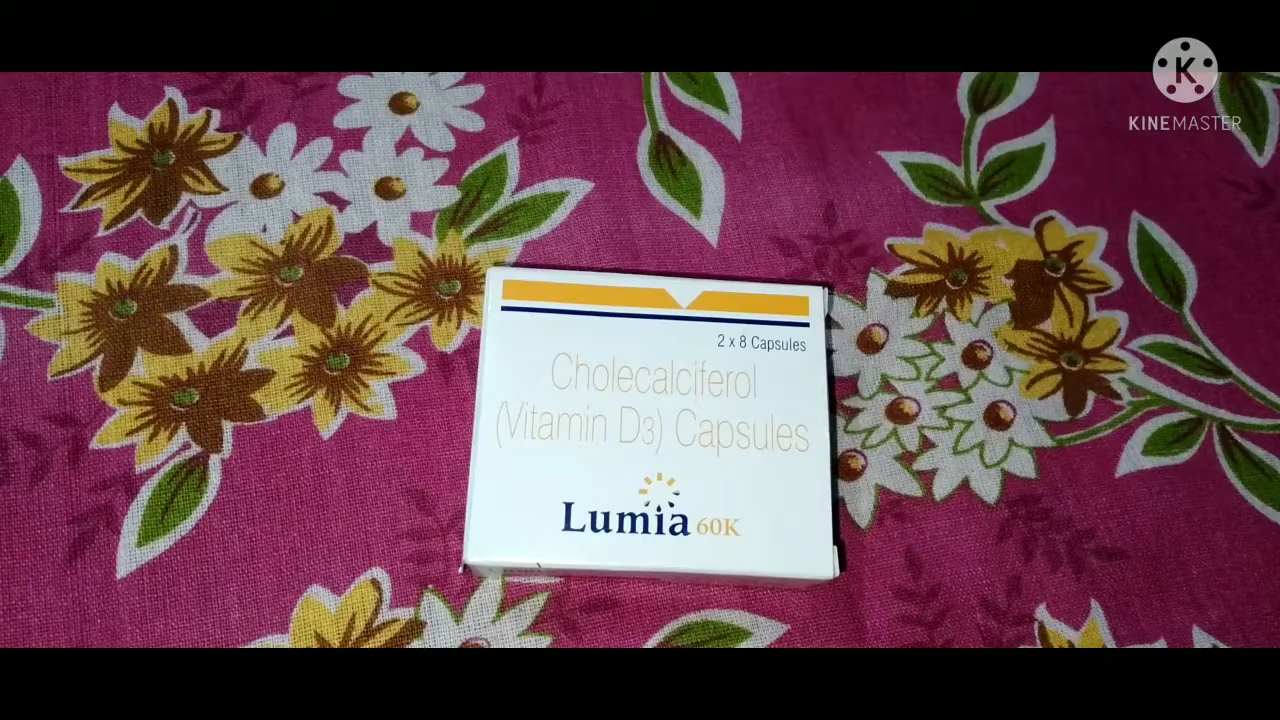 KINEMASTER
2 x 8 Capsules
Cholecalciferol
(Vitamin D3) Capsules
Lumia 60K